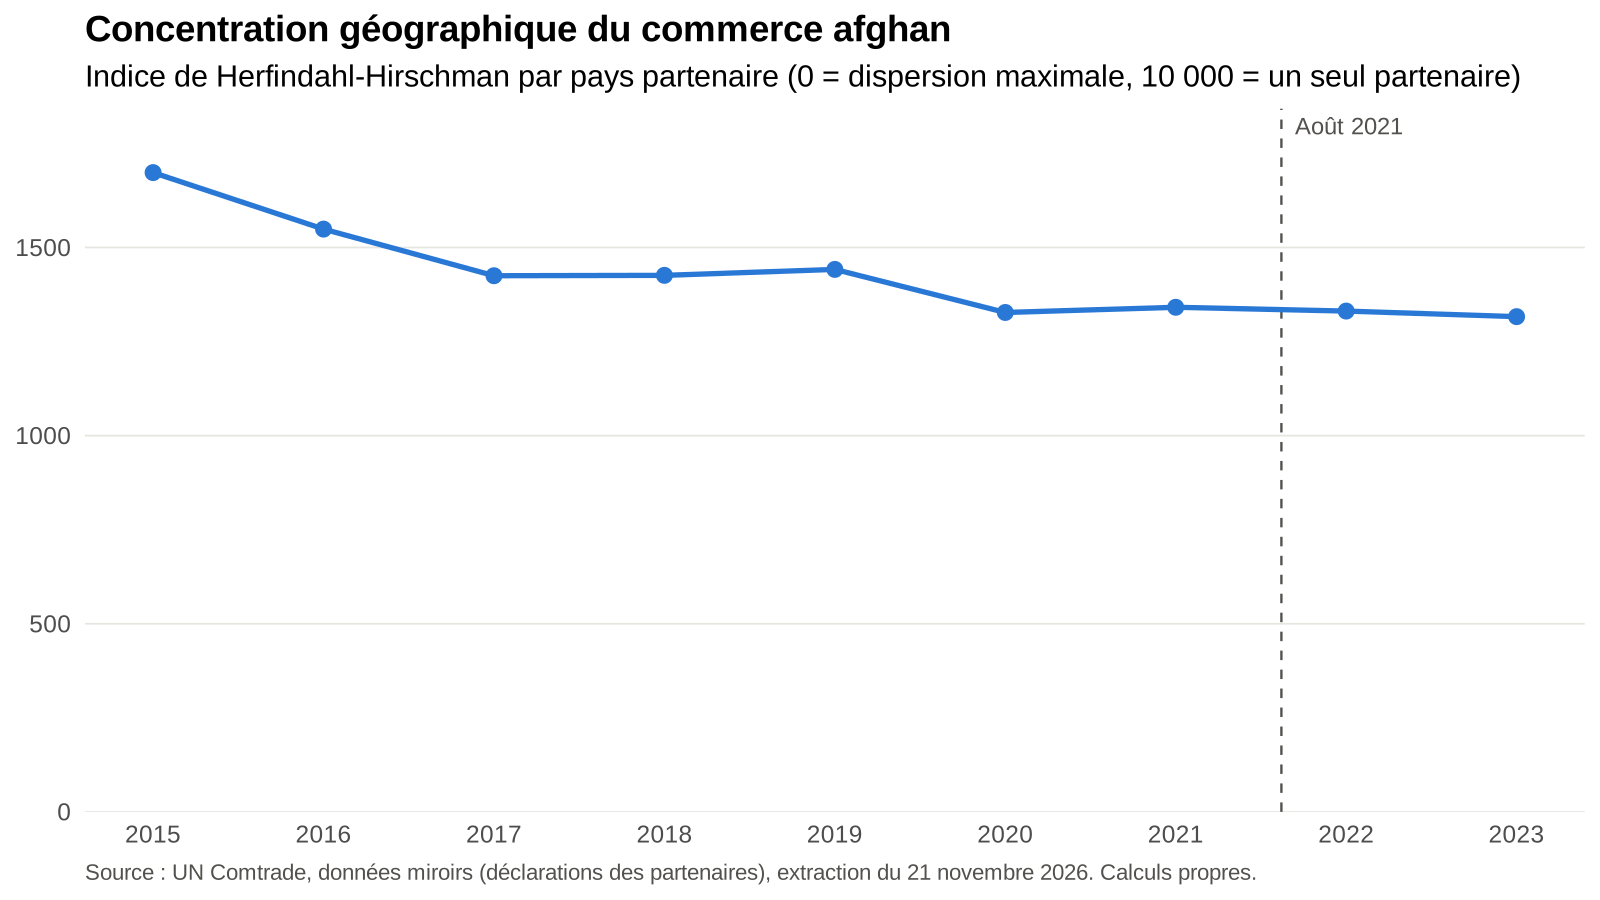 Concentration géographique du commerce afghan
Indice de Herfindahl-Hirschman par pays partenaire (0 = dispersion maximale, 10 000 = un seul partenaire)
Août 2021
1500
1000
500
0
2015 2016 2017 2018 2019 2020 2021 2022 2023
Source : UN Comtrade, données miroirs (déclarations des partenaires), extraction du 21 novembre 2026. Calculs propres.